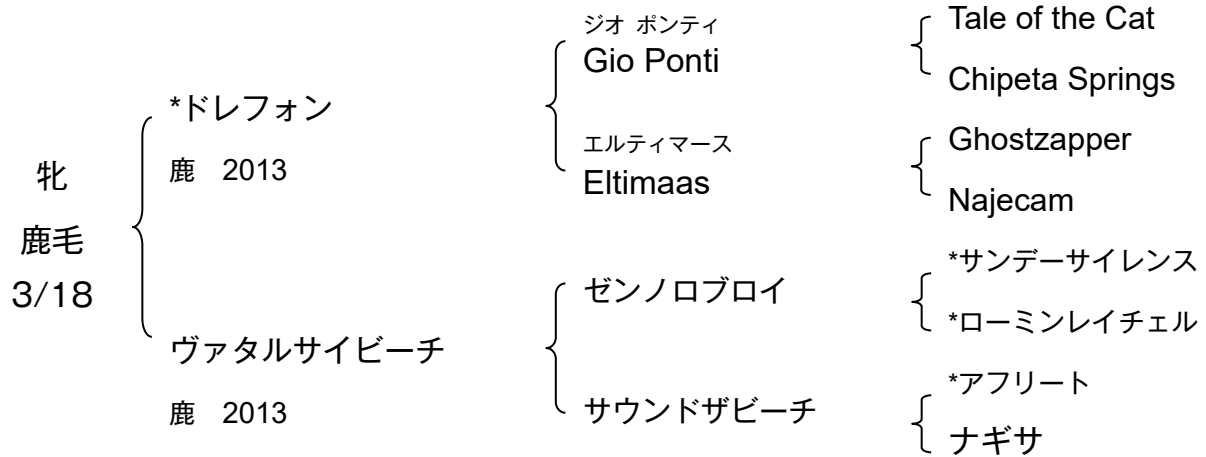 牝
鹿毛
3/18
*ドレフォン
鹿 2013
ヴァタルサイビーチ
鹿 2013
ジオ ポンティ
Gio Ponti
エルティマース
Eltimaas
ゼンノロブロイ
サウンドザビーチ
Tale of the Cat
Chipeta Springs
Ghostzapper
Najecam
*サンデーサイレンス
*ローミンレイチェル
*アフリート
ナギサ